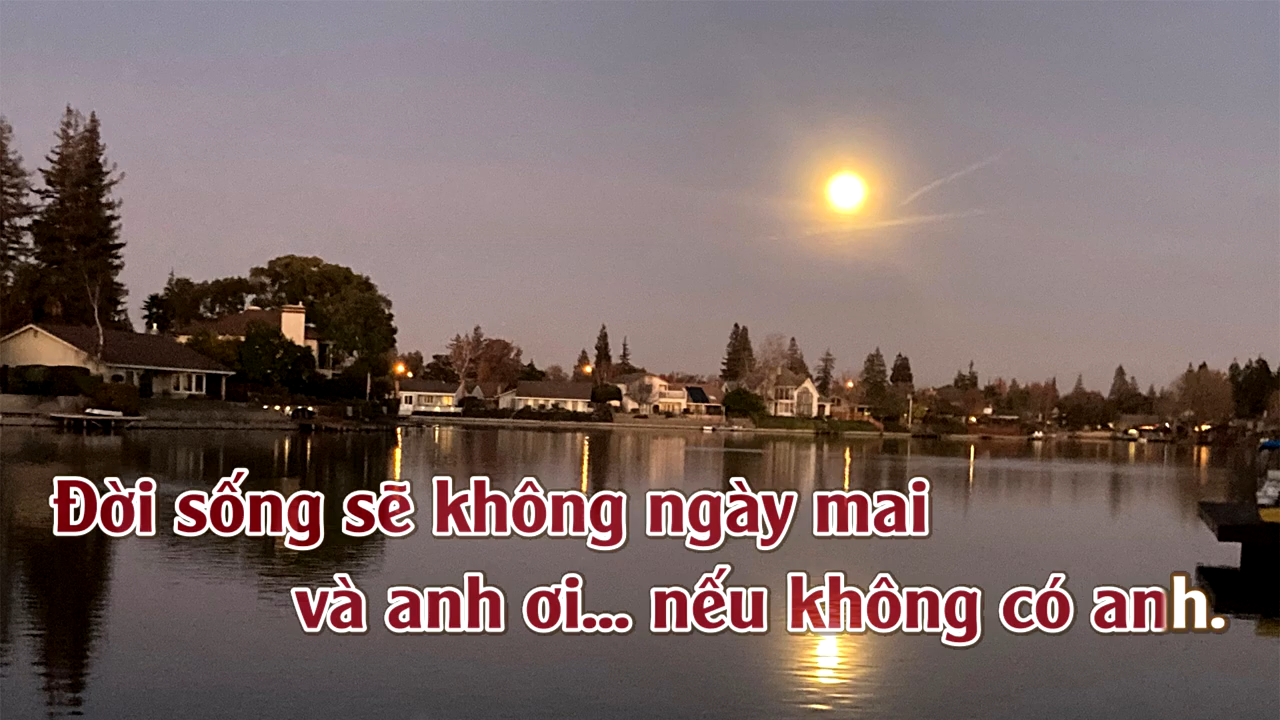 Đời sống sẽ không ngày mai
và anh ơi... nếu không có anh.